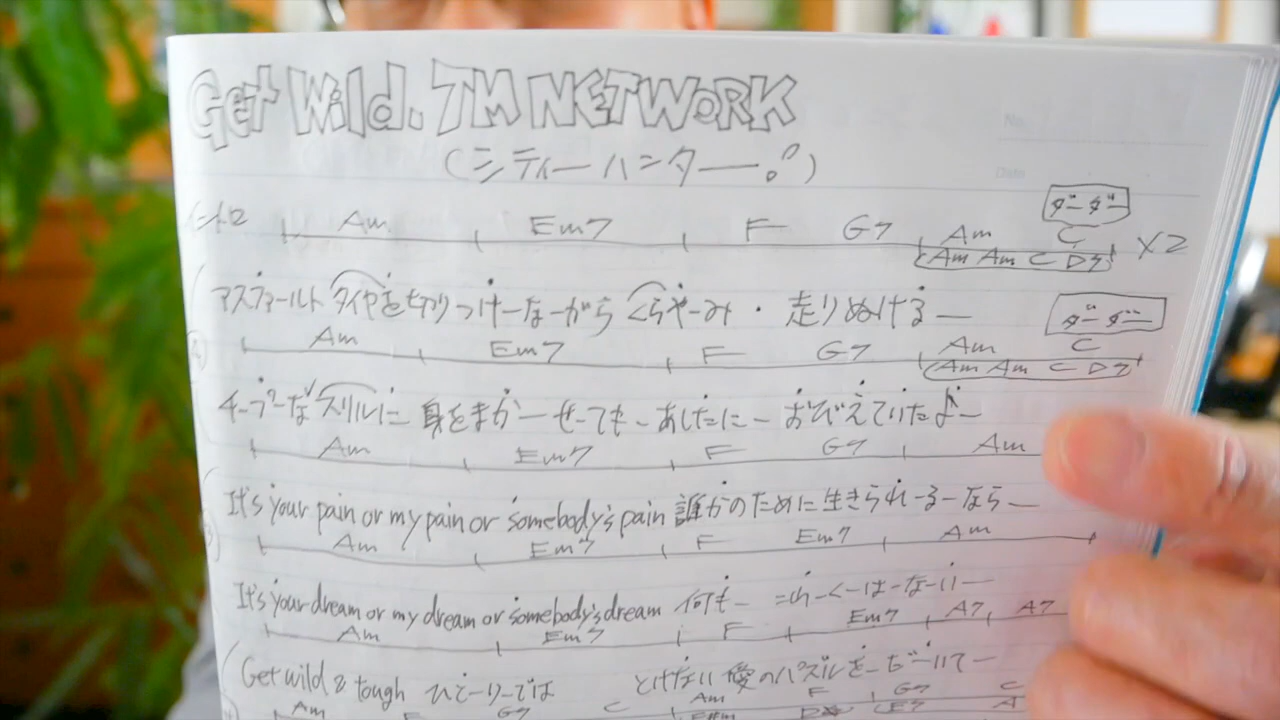 Get Wild. TM NETWORK
(シティーハンター。)
イントロ Am Em7 F G7 Am C ダーダー ×2
Am Am C D7
アスファールト タイヤを切りつけーなーがら くらやーみ・走りぬけるー
Am Em7 F G7 Am C ダーダー
Am Am C D7
チープーなスリルに 身をまかーせーても～あしたにーおびえていたよー
Am Em7 F G7 Am
It's your pain or my pain or somebody's pain 誰かのために生きられーるーならー
Am Em7 F Em7 Am
It's your dream or my dream or somebody's dream 何もー こわーくーはーなーいー
Am Em7 F Em7 A7 A7
Get wild & tough ひとーりーでは とけない愛のパズルをーだーいてー
Am F G7 C Am F G7 C